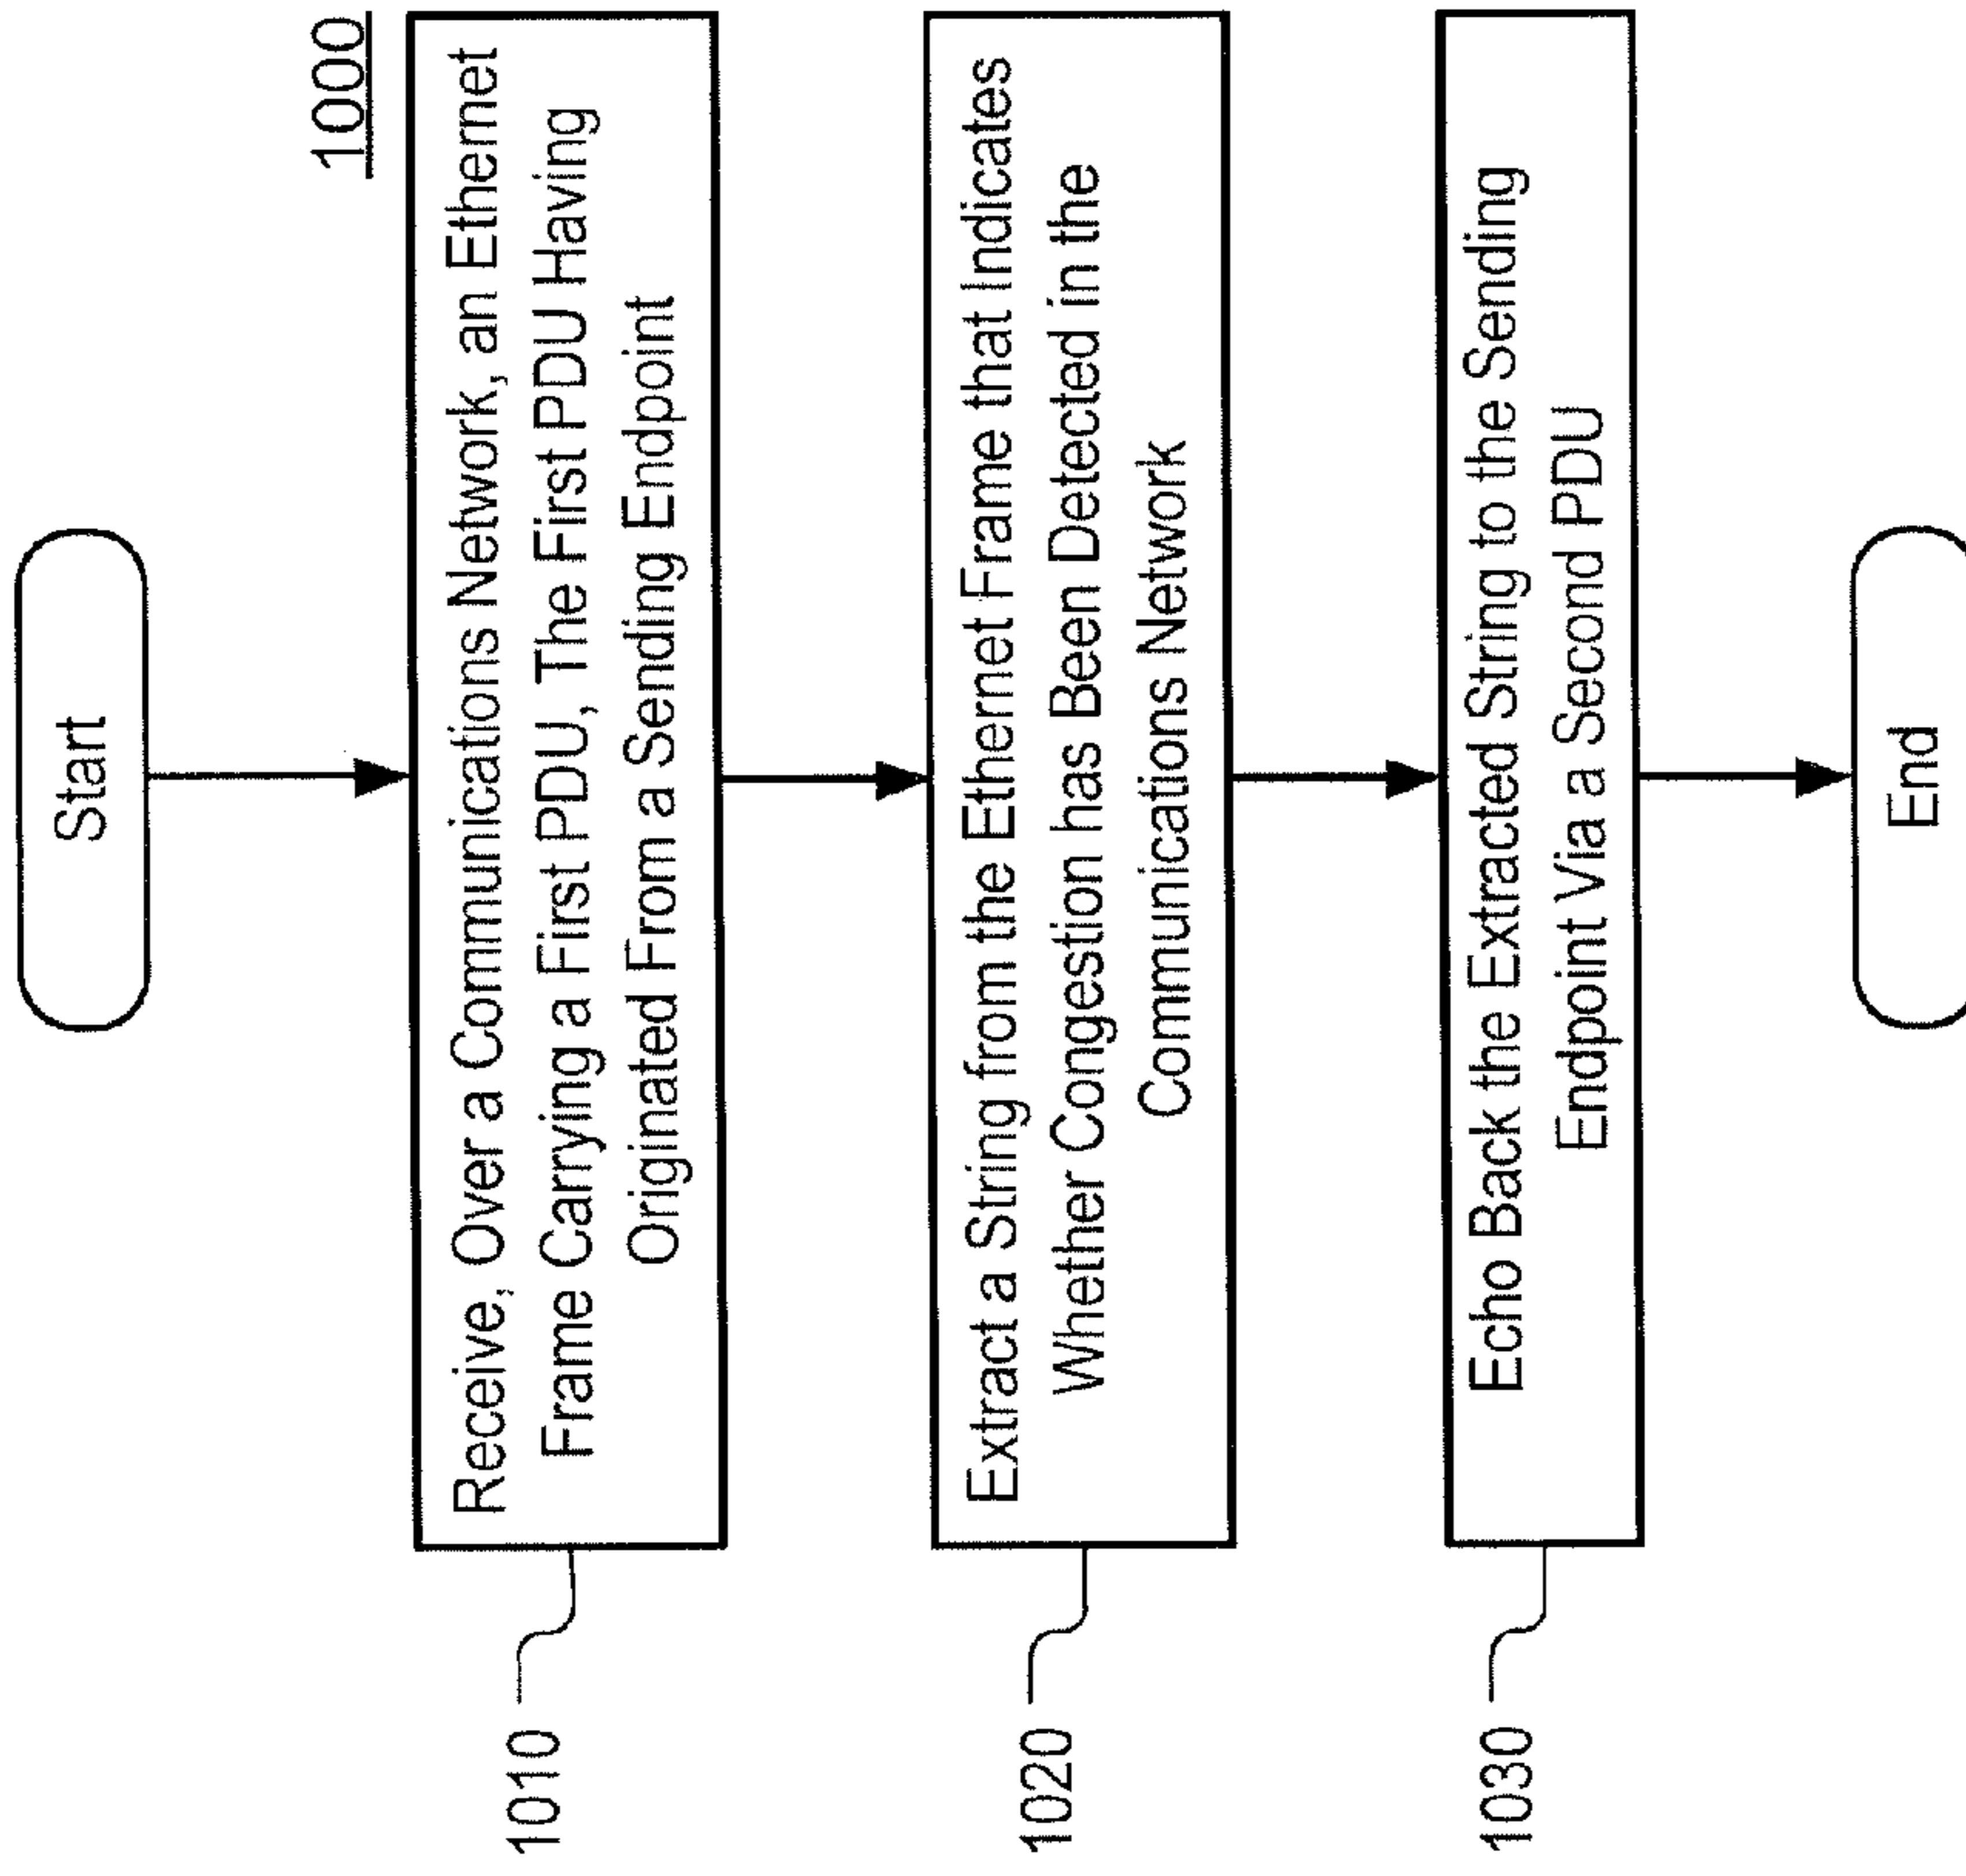 1000
Start
1010
Receive, Over a Communications Network, an Ethernet
Frame Carrying a First PDU, The First PDU Having
Originated From a Sending Endpoint
1020
Extract a String from the Ethernet Frame that Indicates
Whether Congestion has Been Detected in the
Communications Network
1030
Echo Back the Extracted String to the Sending
Endpoint Via a Second PDU
End